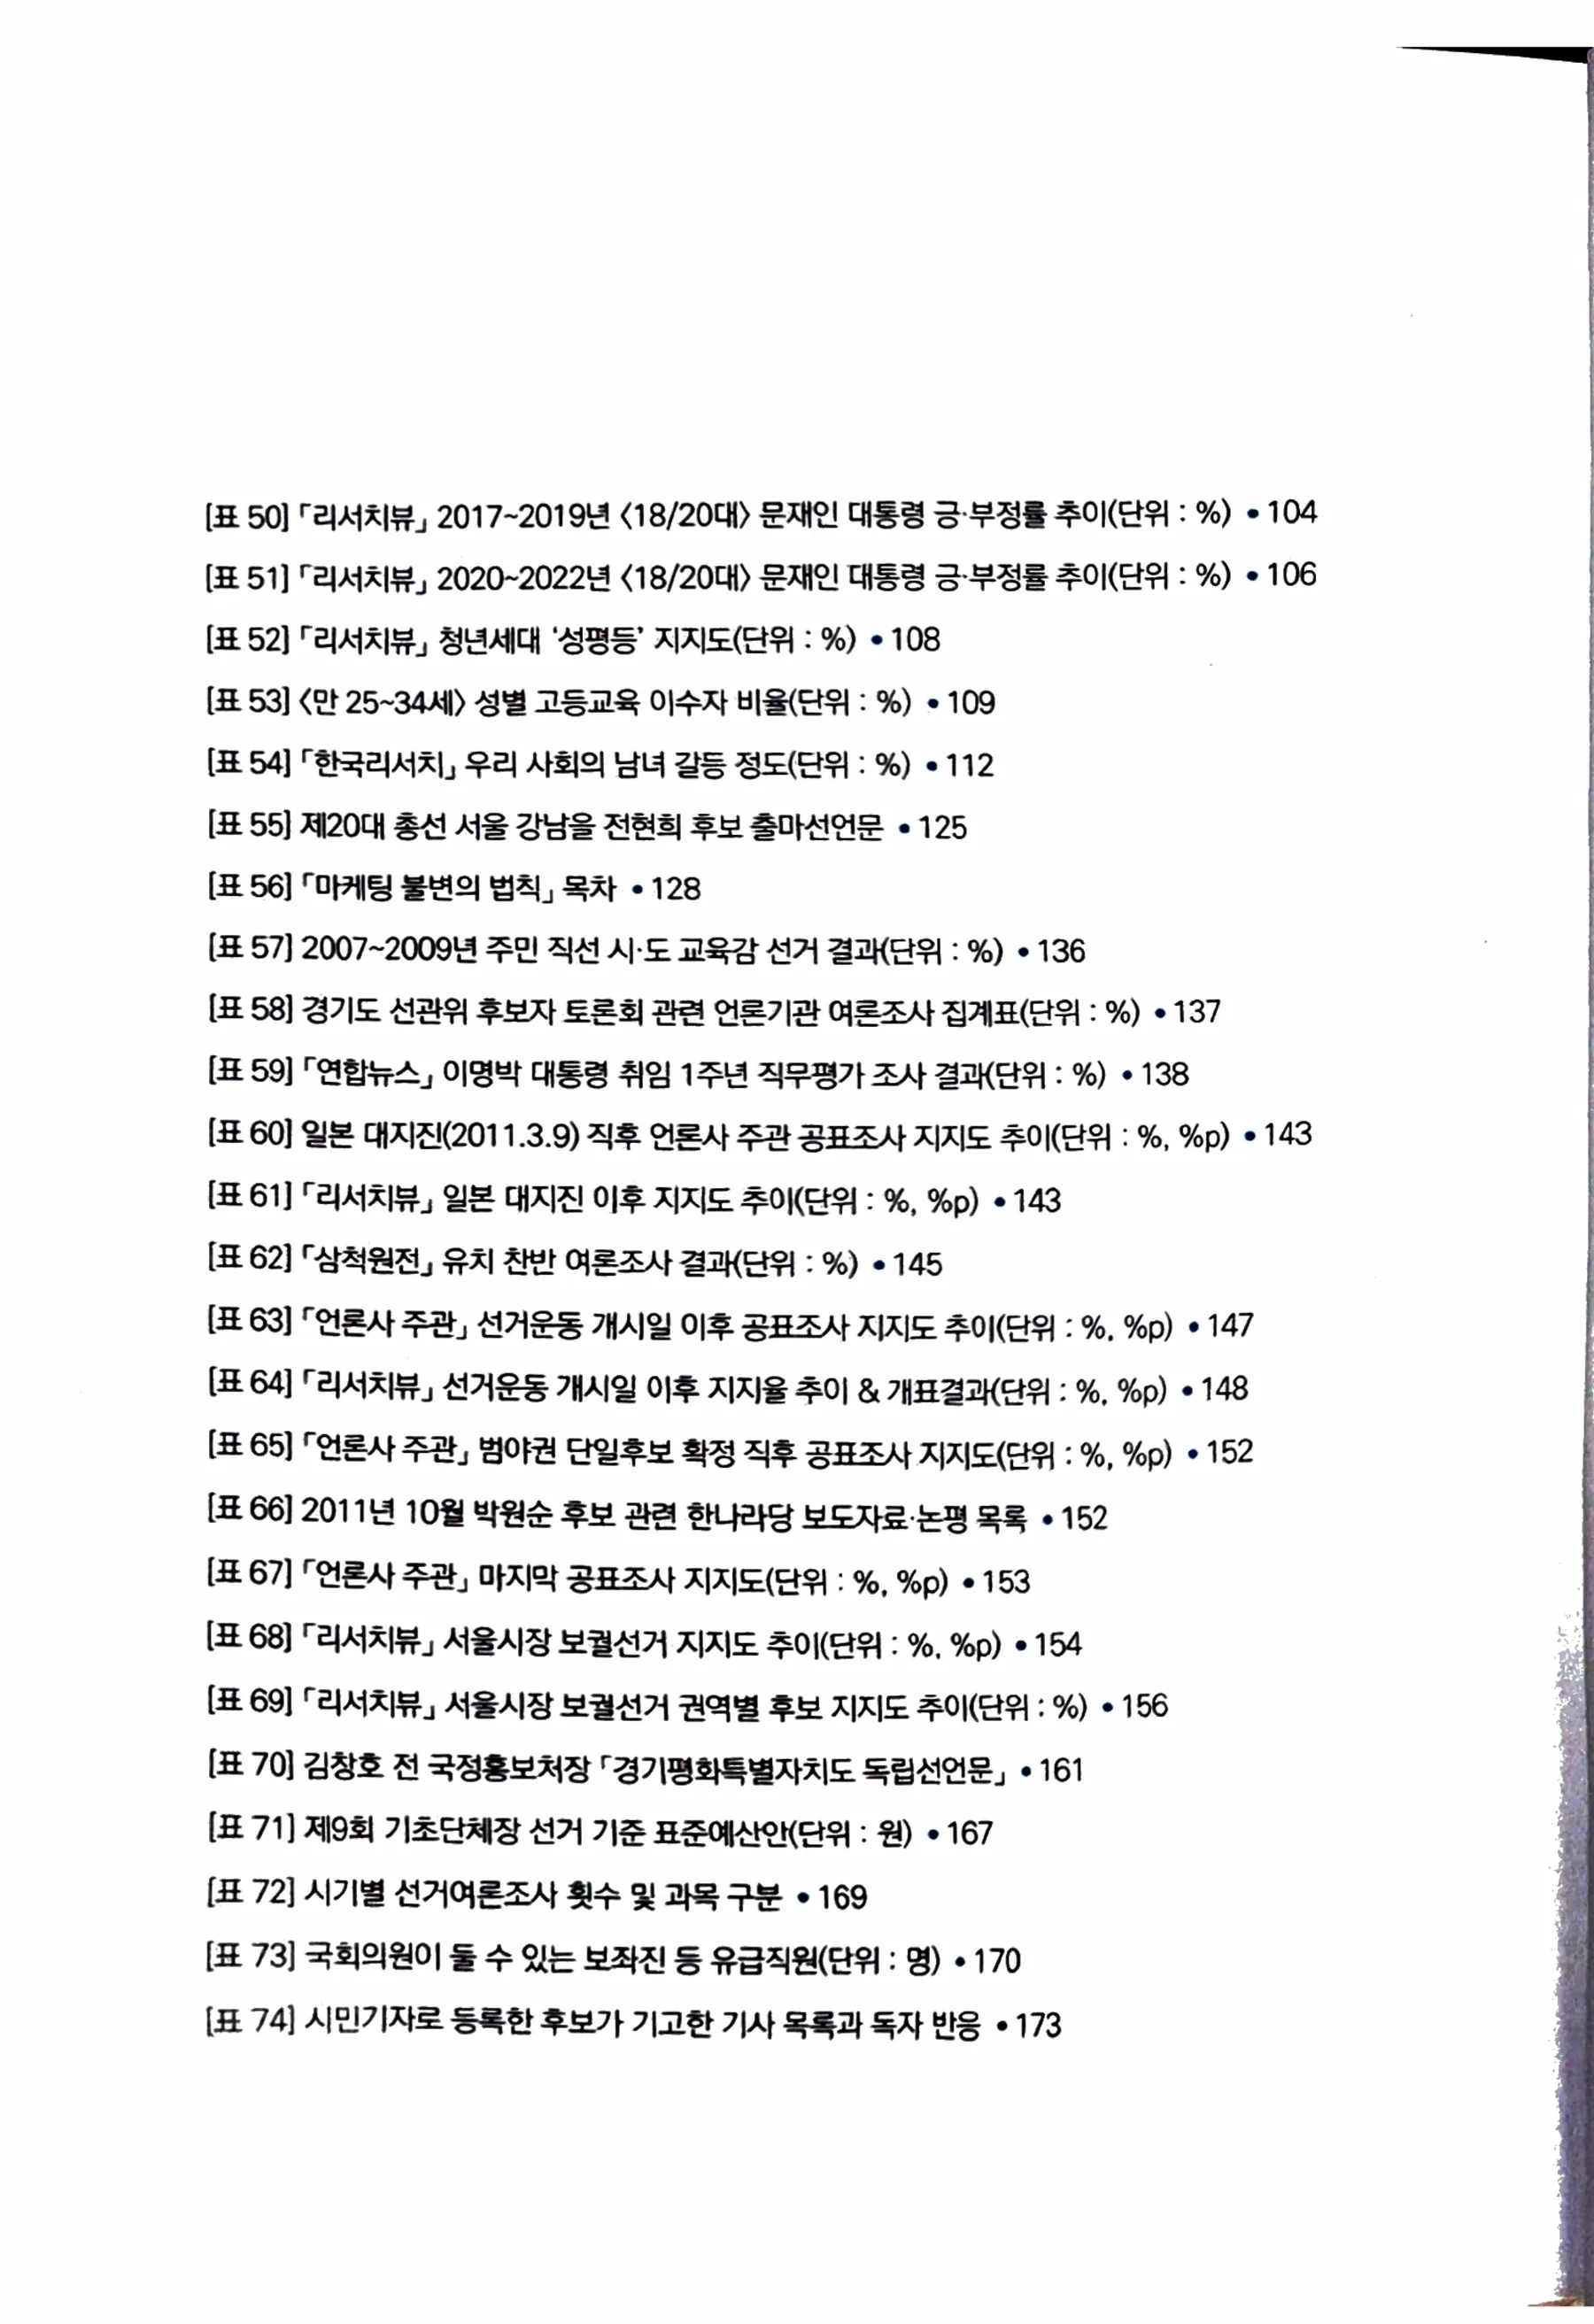 [표 50] 「리서치뷰」 2017~2019년 〈18/20대〉 문재인 대통령 긍·부정률 추이(단위 : %) • 104
[표 51] 「리서치뷰」 2020~2022년 〈18/20대〉 문재인 대통령 긍·부정률 추이(단위 : %) • 106
[표 52] 「리서치뷰」 청년세대 ‘성평등’ 지지도(단위 : %) • 108
[표 53] 〈만 25~34세〉 성별 고등교육 이수자 비율(단위 : %) • 109
[표 54] 「한국리서치」 우리 사회의 남녀 갈등 정도(단위 : %) • 112
[표 55] 제20대 총선 서울 강남을 전현희 후보 출마선언문 • 125
[표 56] 「마케팅 불변의 법칙」 목차 • 128
[표 57] 2007~2009년 주민 직선 시·도 교육감 선거 결과(단위 : %) • 136
[표 58] 경기도 선관위 후보자 토론회 관련 언론기관 여론조사 집계표(단위 : %) • 137
[표 59] 「연합뉴스」 이명박 대통령 취임 1주년 직무평가 조사 결과(단위 : %) • 138
[표 60] 일본 대지진(2011.3.9) 직후 언론사 주관 공표조사 지지도 추이(단위 : %, %p) • 143
[표 61] 「리서치뷰」 일본 대지진 이후 지지도 추이(단위 : %, %p) • 143
[표 62] 「삼척원전」 유치 찬반 여론조사 결과(단위 : %) • 145
[표 63] 「언론사 주관」 선거운동 개시일 이후 공표조사 지지도 추이(단위 : %, %p) • 147
[표 64] 「리서치뷰」 선거운동 개시일 이후 지지율 추이 & 개표결과(단위 : %, %p) • 148
[표 65] 「언론사 주관」 범야권 단일후보 확정 직후 공표조사 지지도(단위 : %, %p) • 152
[표 66] 2011년 10월 박원순 후보 관련 한나라당 보도자료·논평 목록 • 152
[표 67] 「언론사 주관」 마지막 공표조사 지지도(단위 : %, %p) • 153
[표 68] 「리서치뷰」 서울시장 보궐선거 지지도 추이(단위 : %, %p) • 154
[표 69] 「리서치뷰」 서울시장 보궐선거 권역별 후보 지지도 추이(단위 : %) • 156
[표 70] 김창호 전 국정홍보처장 「경기평화특별자치도 독립선언문」 • 161
[표 71] 제9회 기초단체장 선거 기준 표준예산안(단위 : 원) • 167
[표 72] 시기별 선거여론조사 횟수 및 과목 구분 • 169
[표 73] 국회의원이 둘 수 있는 보좌진 등 유급직원(단위 : 명) • 170
[표 74] 시민기자로 등록한 후보가 기고한 기사 목록과 독자 반응 • 173